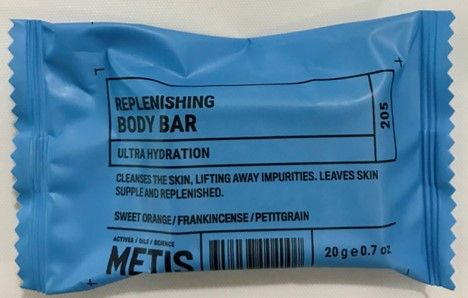 REPLENISHING
BODY BAR
205
ULTRA HYDRATION
CLEANSES THE SKIN, LIFTING AWAY IMPURITIES. LEAVES SKIN
SUPPLE AND REPLENISHED.
SWEET ORANGE / FRANKINCENSE / PETITGRAIN
ACTIVES / OILS / SCIENCE
METIS
20 g e 0.7 oz